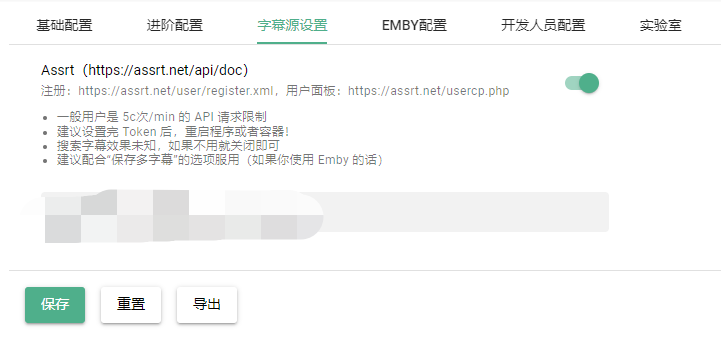 基础配置 进阶配置 字幕源设置 EMBY配置 开发人员配置 实验室
Assrt（https://assrt.net/api/doc）
注册：https://assrt.net/user/register.xml，用户面板：https://assrt.net/usercp.php
一般用户是 5c次/min 的 API 请求限制
建议设置完 Token 后，重启程序或者容器！
搜索字幕效果未知，如果不用就关闭即可
建议配合“保存多字幕”的选项服用（如果你使用 Emby 的话）
保存 重置 导出